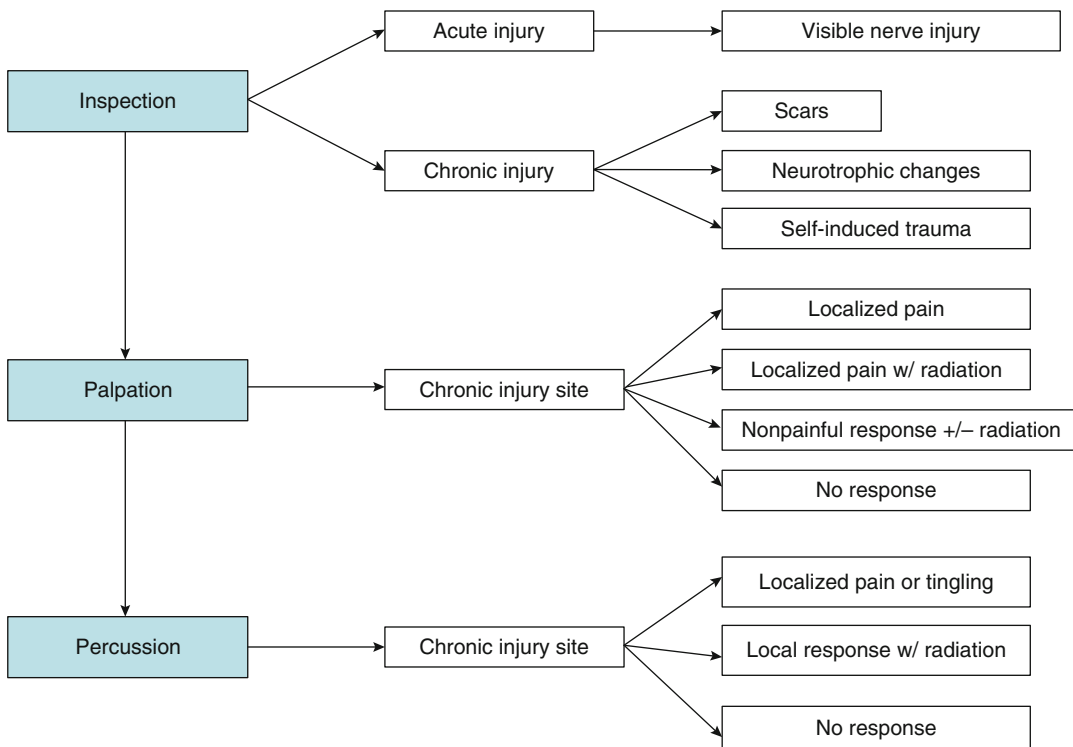 Acute injury
Visible nerve injury
Inspection
Scars
Chronic injury
Neurotrophic changes
Self-induced trauma
Localized pain
Palpation
Chronic injury site
Localized pain w/ radiation
Nonpainful response +/– radiation
No response
Localized pain or tingling
Percussion
Chronic injury site
Local response w/ radiation
No response